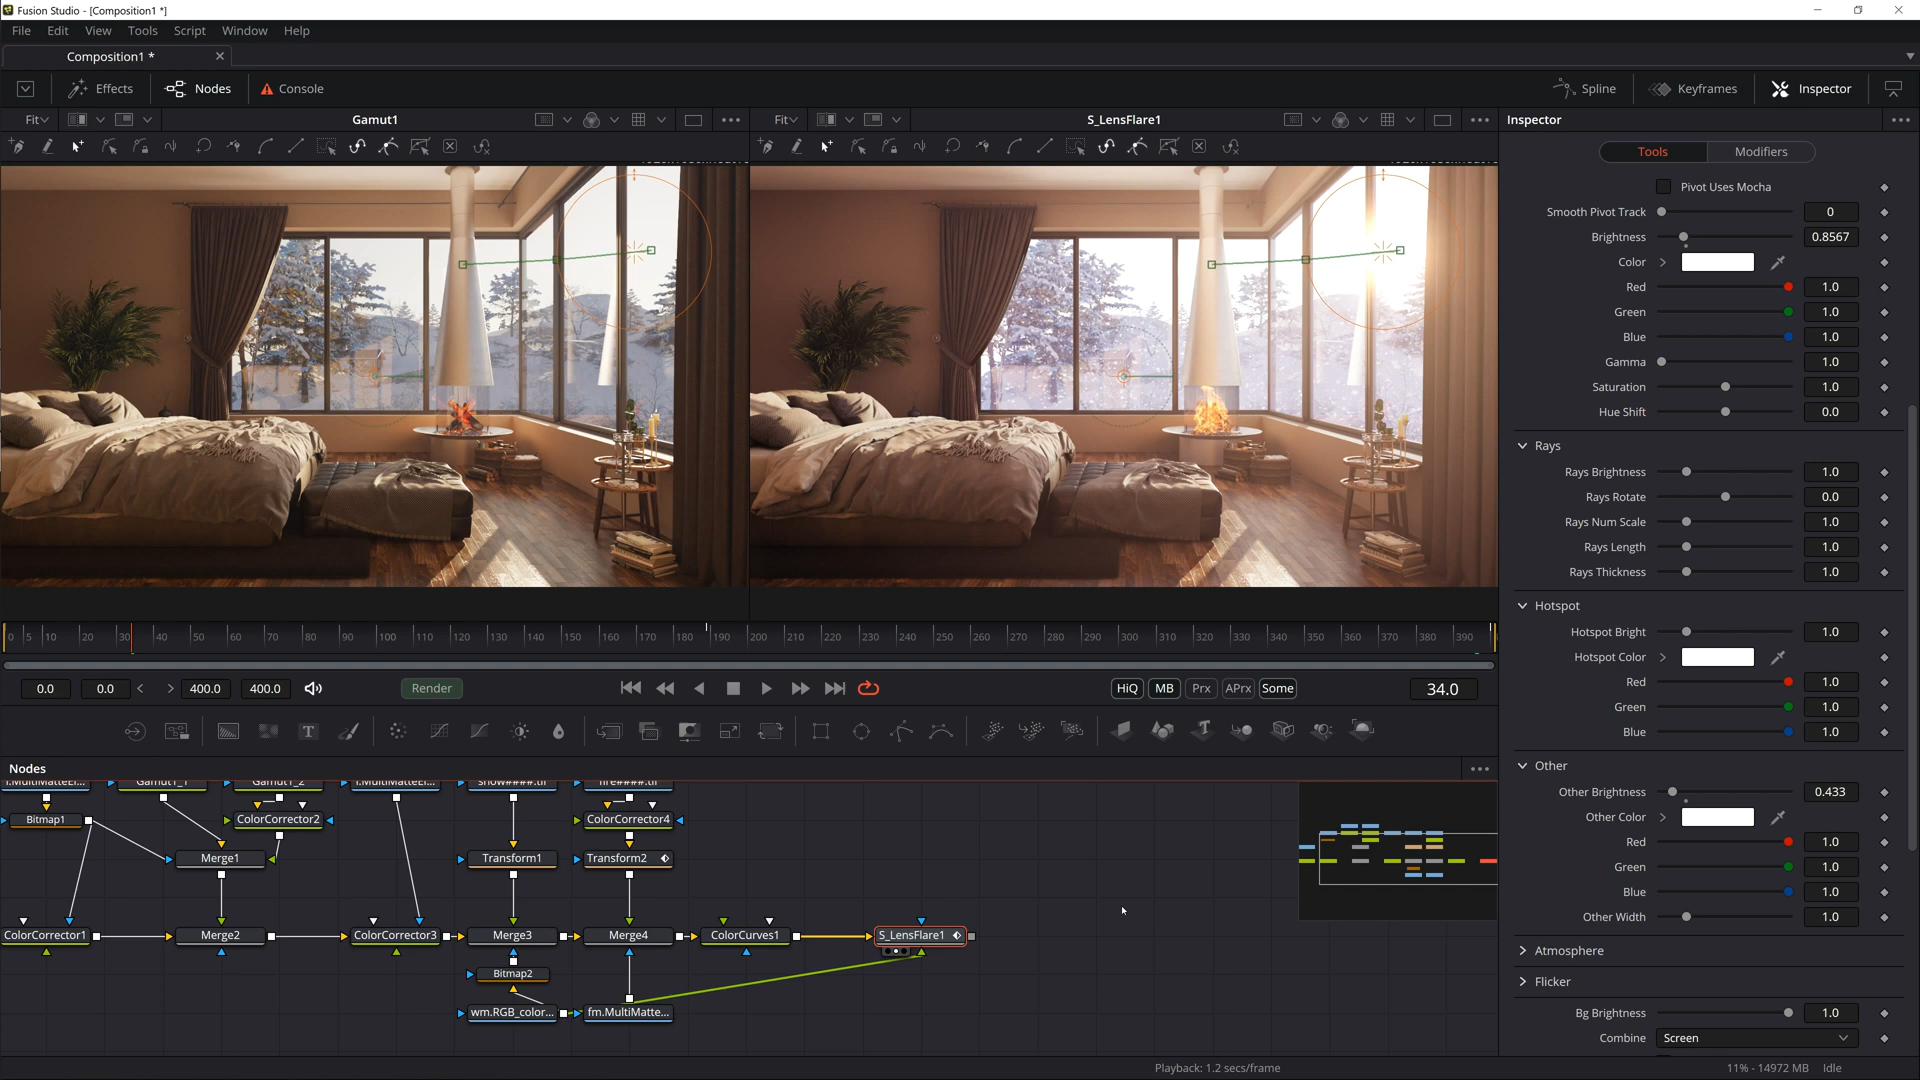 Fusion Studio - [Composition1 *]
File Edit View Tools Script Window Help
Composition1 *
Effects Nodes Console Spline Keyframes Inspector
Fit Gamut1 Fit S_LensFlare1 Inspector
Tools Modifiers
Pivot Uses Mocha
Smooth Pivot Track 0
Brightness 0.8567
Color
Red 1.0
Green 1.0
Blue 1.0
Gamma 1.0
Saturation 1.0
Hue Shift 0.0
Rays
Rays Brightness 1.0
Rays Rotate 0.0
Rays Num Scale 1.0
Rays Length 1.0
Rays Thickness 1.0
Hotspot
Hotspot Bright 1.0
Hotspot Color
Red 1.0
Green 1.0
Blue 1.0
Other
Other Brightness 0.433
Other Color
Red 1.0
Green 1.0
Blue 1.0
Other Width 1.0
Atmosphere
Flicker
Bg Brightness 1.0
Combine Screen
0 5 10 20 30 40 50 60 70 80 90 100 110 120 130 140 150 160 170 180 190 200 210 220 230 240 250 260 270 280 290 300 310 320 330 340 350 360 370 380 390
0.0 0.0 < > 400.0 400.0 Render HiQ MB Prx APrx Some 34.0
Nodes
Gamut1_1 Gamut1_2
Bitmap1 ColorCorrector2 ColorCorrector4
Merge1 Transform1 Transform2
ColorCorrector1 Merge2 ColorCorrector3 Merge3 Merge4 ColorCurves1 S_LensFlare1
Bitmap2
wm.RGB_color... fm.MultiMatte...
Playback: 1.2 secs/frame 11% - 14972 MB Idle